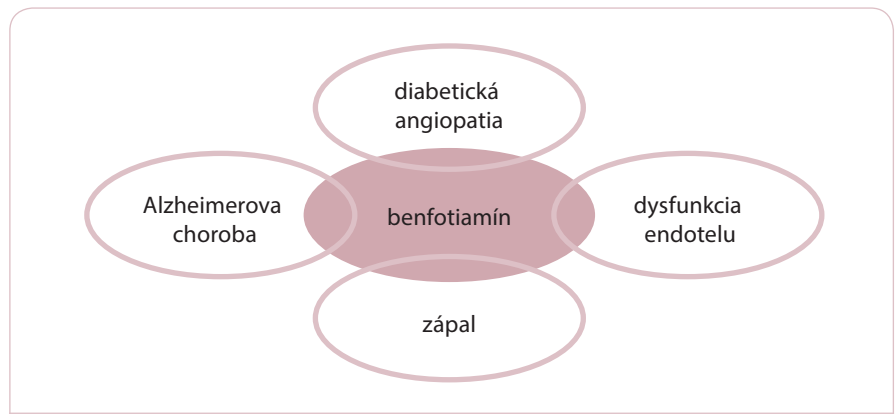 diabetická
angiopatia
Alzheimerova
choroba
benfotiamín
dysfunkcia
endotelu
zápal